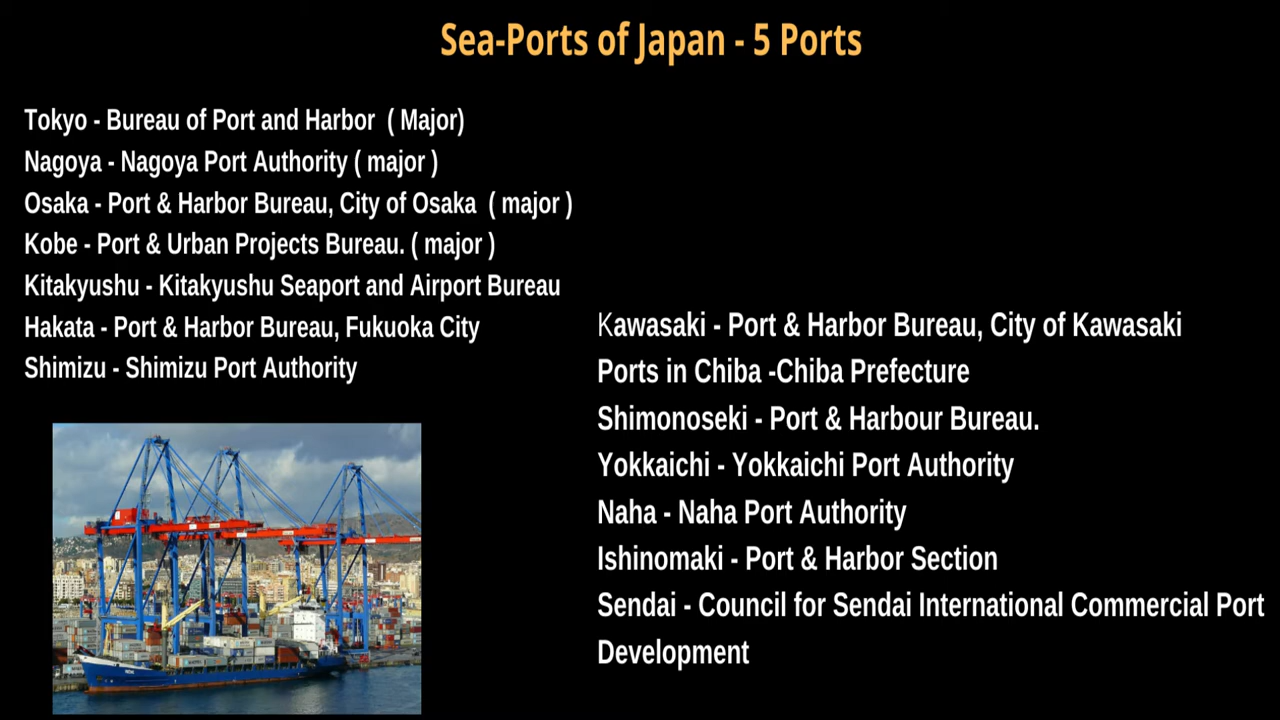 Sea-Ports of Japan - 5 Ports
Tokyo - Bureau of Port and Harbor ( Major)
Nagoya - Nagoya Port Authority ( major )
Osaka - Port & Harbor Bureau, City of Osaka ( major )
Kobe - Port & Urban Projects Bureau. ( major )
Kitakyushu - Kitakyushu Seaport and Airport Bureau
Hakata - Port & Harbor Bureau, Fukuoka City
Shimizu - Shimizu Port Authority
Kawasaki - Port & Harbor Bureau, City of Kawasaki
Ports in Chiba -Chiba Prefecture
Shimonoseki - Port & Harbour Bureau.
Yokkaichi - Yokkaichi Port Authority
Naha - Naha Port Authority
Ishinomaki - Port & Harbor Section
Sendai - Council for Sendai International Commercial Port
Development